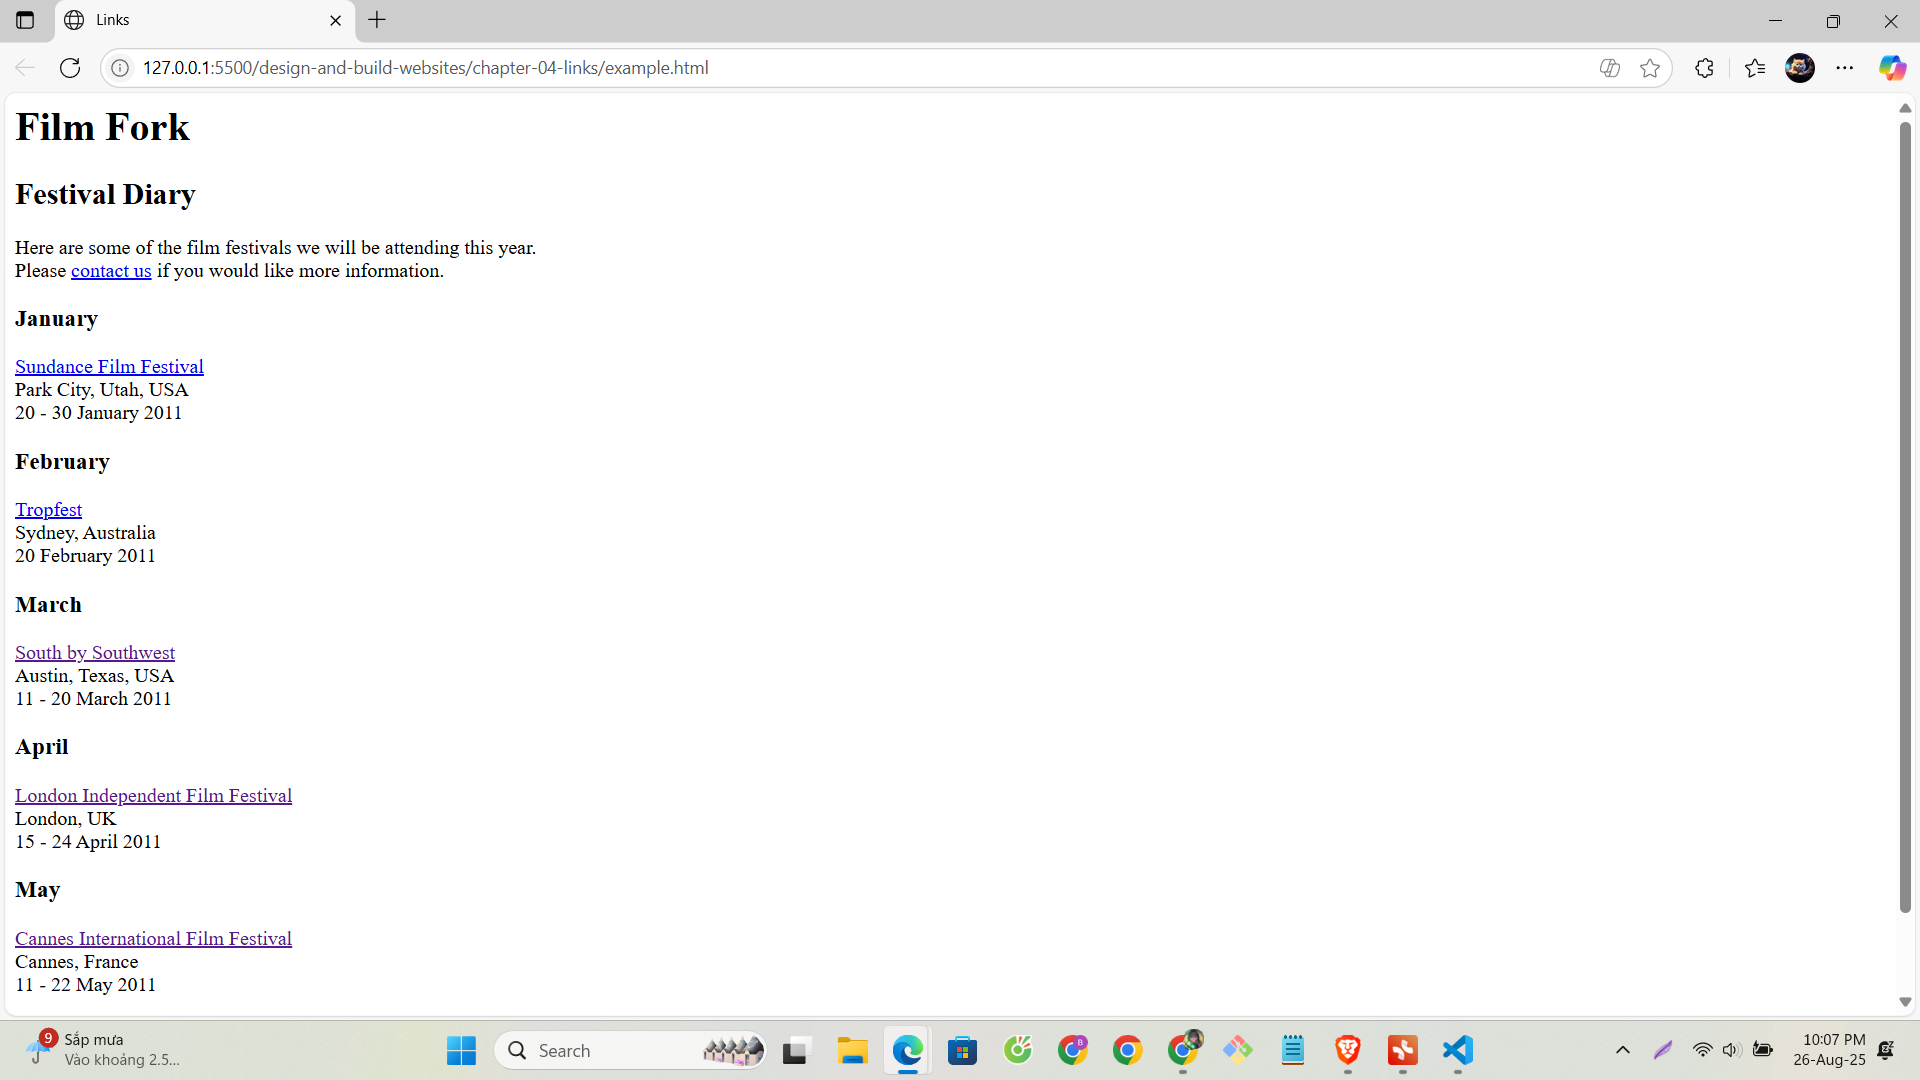 Links
127.0.0.1:5500/design-and-build-websites/chapter-04-links/example.html
Film Fork
Festival Diary
Here are some of the film festivals we will be attending this year.
Please contact us if you would like more information.
January
Sundance Film Festival
Park City, Utah, USA
20 - 30 January 2011
February
Tropfest
Sydney, Australia
20 February 2011
March
South by Southwest
Austin, Texas, USA
11 - 20 March 2011
April
London Independent Film Festival
London, UK
15 - 24 April 2011
May
Cannes International Film Festival
Cannes, France
11 - 22 May 2011
9
Sắp mưa
Vào khoảng 2.5...
Search
B
10:07 PM
26-Aug-25